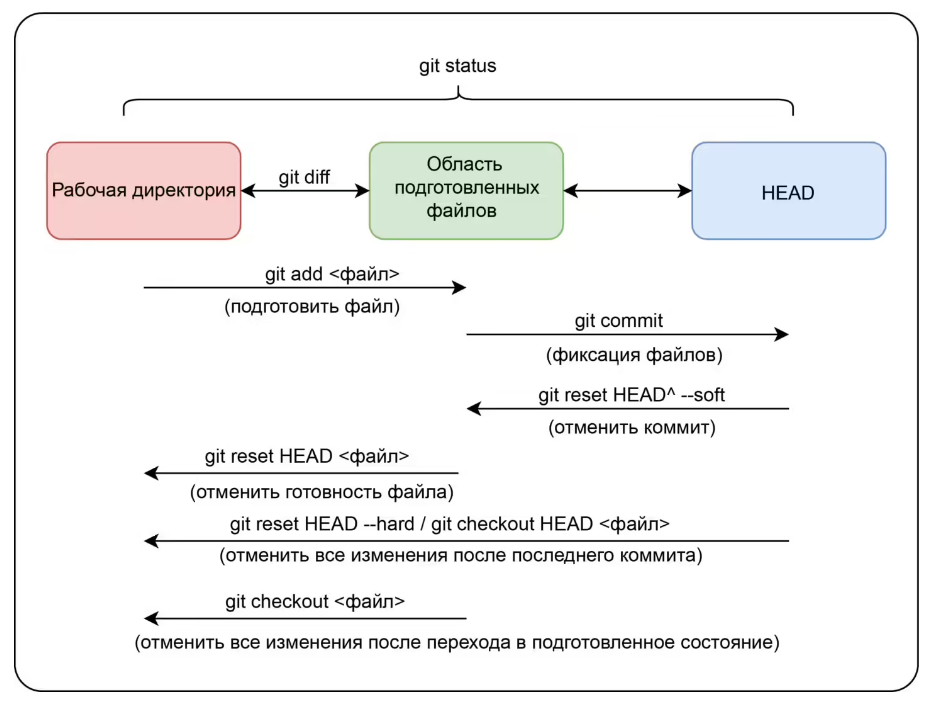 git status
Рабочая директория
git diff
Область
подготовленных
файлов
HEAD
git add <файл>
(подготовить файл)
git commit
(фиксация файлов)
git reset HEAD^ --soft
(отменить коммит)
git reset HEAD <файл>
(отменить готовность файла)
git reset HEAD --hard / git checkout HEAD <файл>
(отменить все изменения после последнего коммита)
git checkout <файл>
(отменить все изменения после перехода в подготовленное состояние)